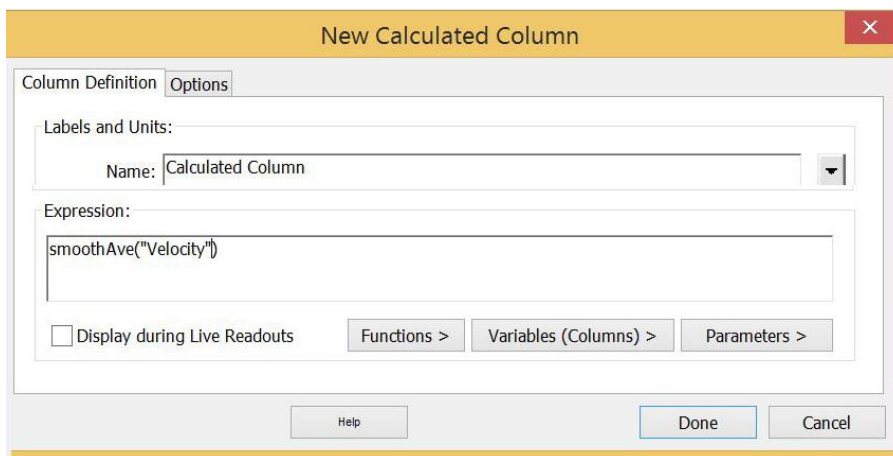 New Calculated Column
Column Definition Options
Labels and Units:
Name: Calculated Column
Expression:
smoothAve("Velocity")
Display during Live Readouts Functions > Variables (Columns) > Parameters >
Help Done Cancel